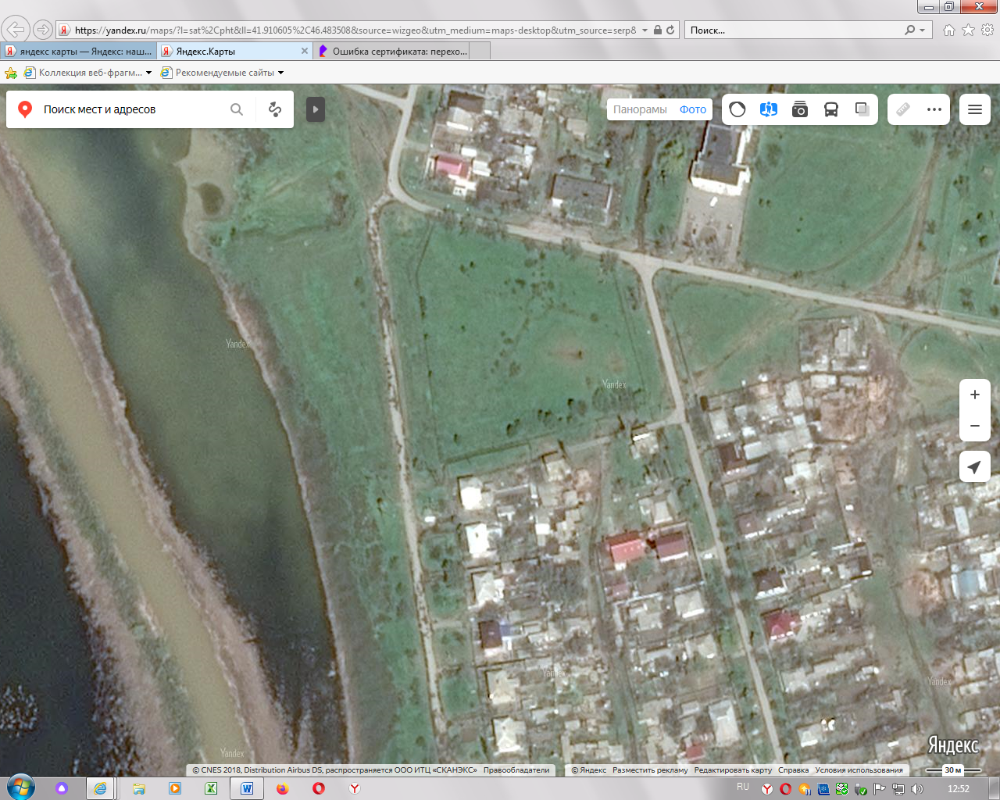 https://yandex.ru/maps/?l=sat%2Cpht&ll=41.910605%2C46.483508&source=wizgeo&utm_medium=maps-desktop&utm_source=serp&
Поиск...
яндекс карты — Яндекс: наш...
Яндекс.Карты
Ошибка сертификата: перехо...
Коллекция веб-фрагм...
Рекомендуемые сайты
Поиск мест и адресов
Панорамы
Фото
Yandex
Yandex
Yandex
Yandex
Yandex
Яндекс
© CNES 2018, Distribution Airbus DS, распространяется ООО ИТЦ «СКАНЭКС» Правообладатели
© Яндекс Разместить рекламу Редактировать карту Справка Условия использования
30 м
RU
12:52